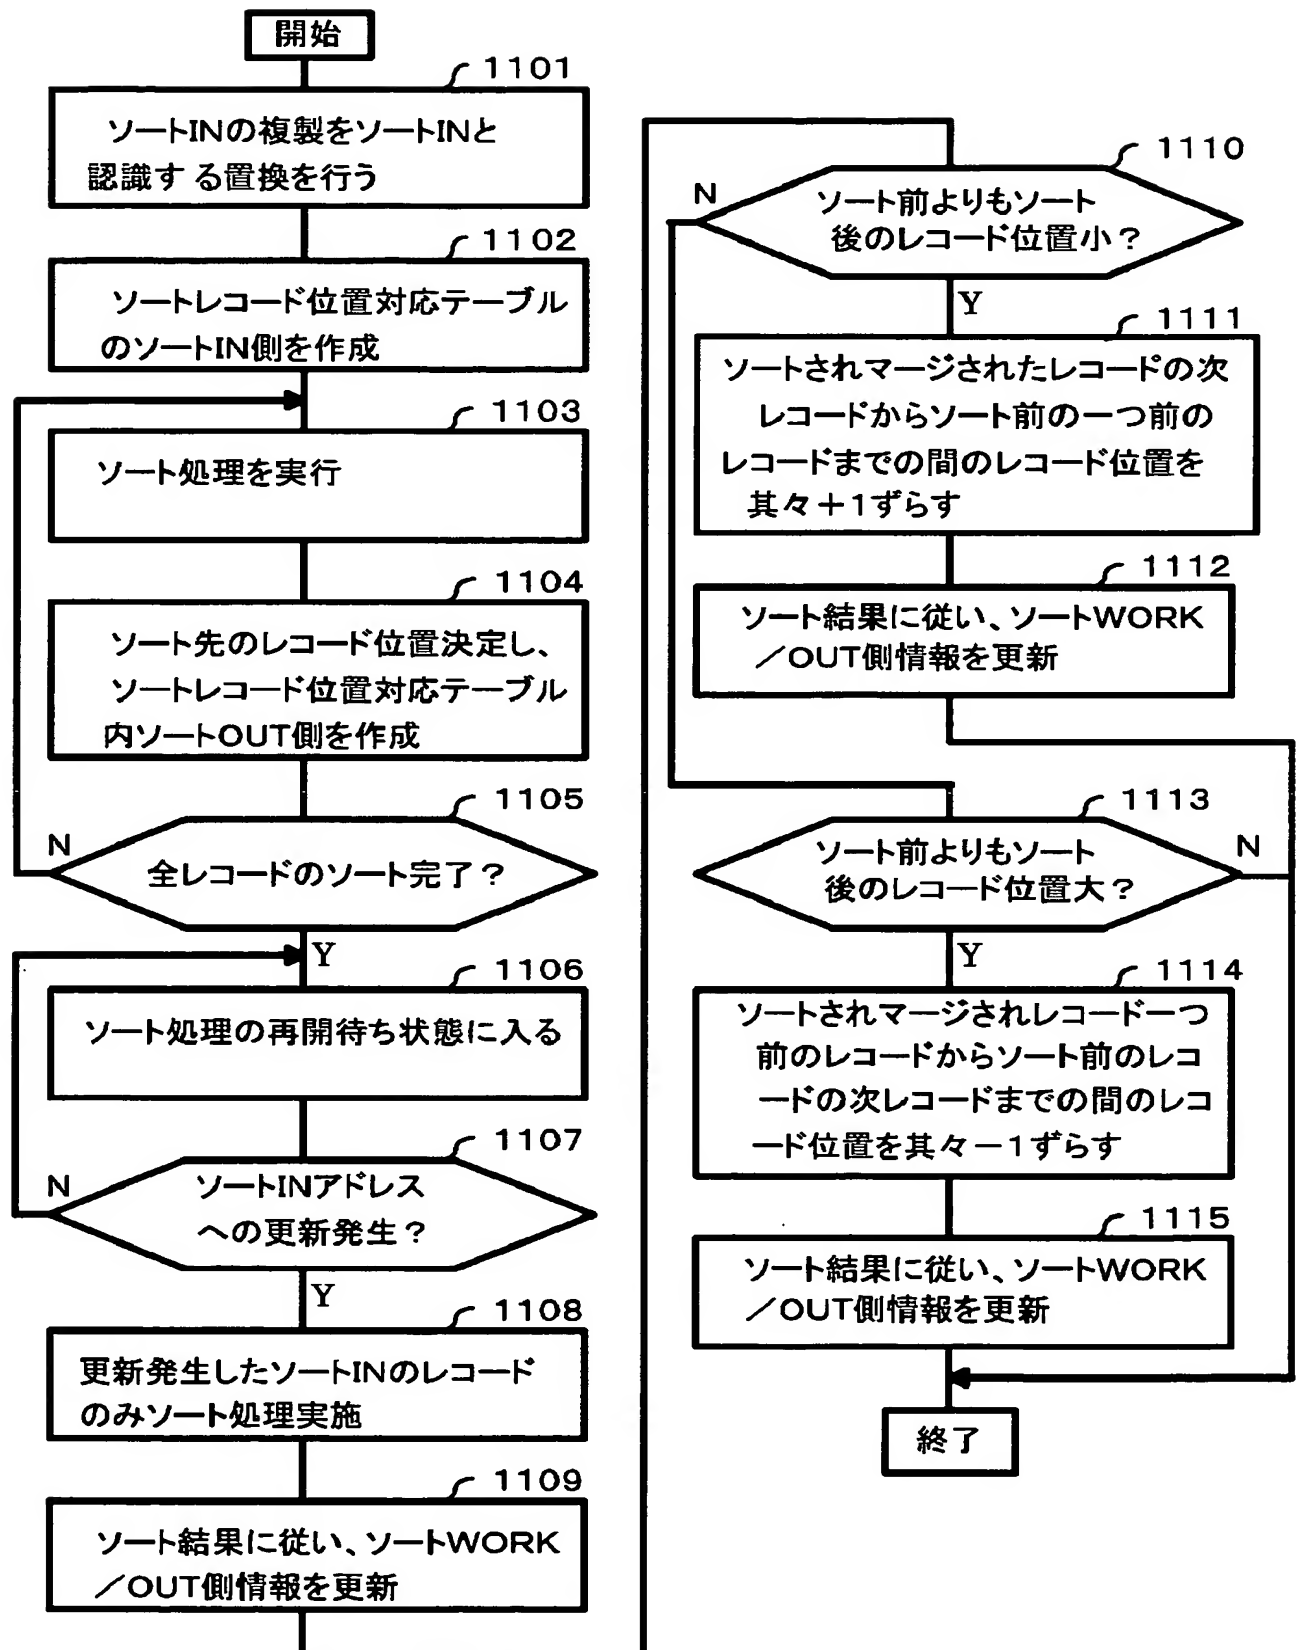 開始
1101
ソートINの複製をソートINと
認識する置換を行う
1102
ソートレコード位置対応テーブル
のソートIN側を作成
1103
ソート処理を実行
1104
ソート先のレコード位置決定し、
ソートレコード位置対応テーブル
内ソートOUT側を作成
1105
N
全レコードのソート完了？
Y
1106
ソート処理の再開待ち状態に入る
1107
N
ソートINアドレス
への更新発生？
Y
1108
更新発生したソートINのレコード
のみソート処理実施
1109
ソート結果に従い、ソートWORK
／OUT側情報を更新
1110
N
ソート前よりもソート
後のレコード位置小？
Y
1111
ソートされマージされたレコードの次
レコードからソート前の一つ前の
レコードまでの間のレコード位置を
其々＋1ずらす
1112
ソート結果に従い、ソートWORK
／OUT側情報を更新
1113
ソート前よりもソート
後のレコード位置大？
N
Y
1114
ソートされマージされレコード一つ
前のレコードからソート前のレコ
ードの次レコードまでの間のレコ
ード位置を其々－1ずらす
1115
ソート結果に従い、ソートWORK
／OUT側情報を更新
終了